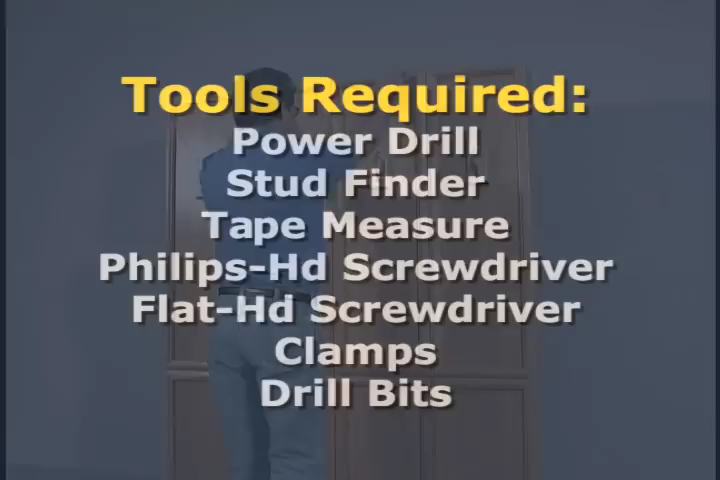 Tools Required:
Power Drill
Stud Finder
Tape Measure
Philips-Hd Screwdriver
Flat-Hd Screwdriver
Clamps
Drill Bits